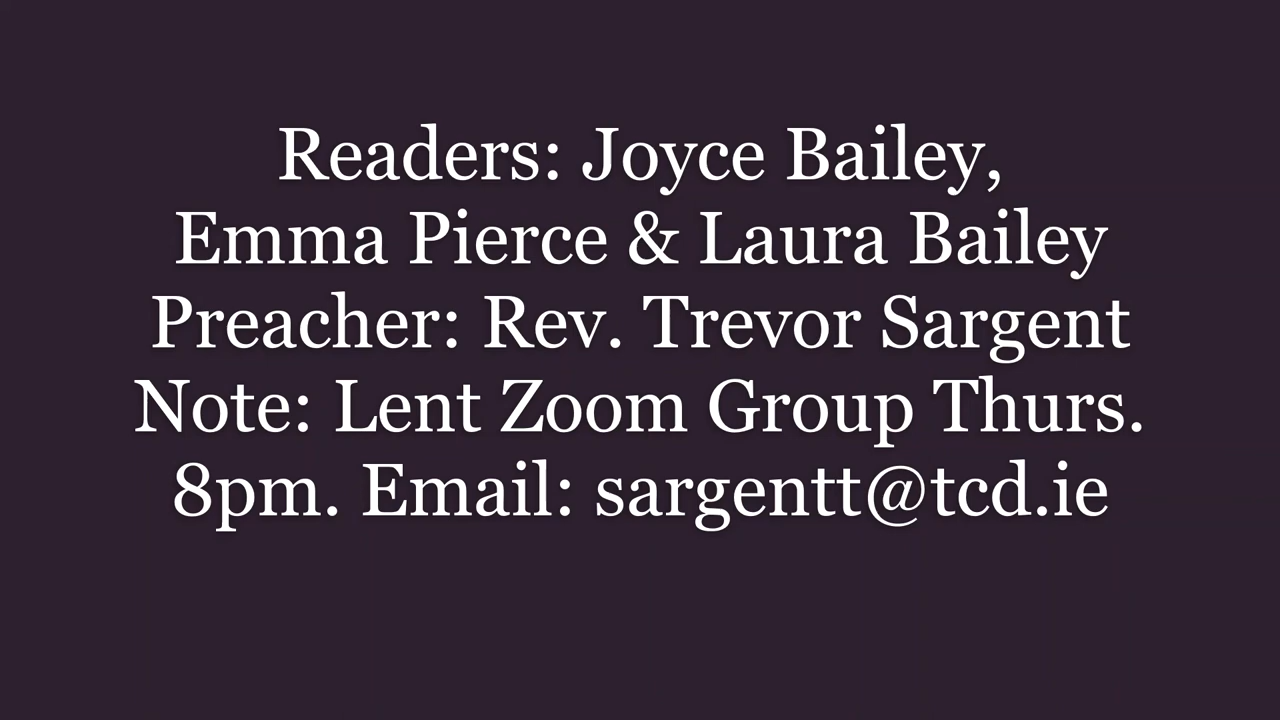 Readers: Joyce Bailey,
Emma Pierce & Laura Bailey
Preacher: Rev. Trevor Sargent
Note: Lent Zoom Group Thurs.
8pm. Email: sargentt@tcd.ie